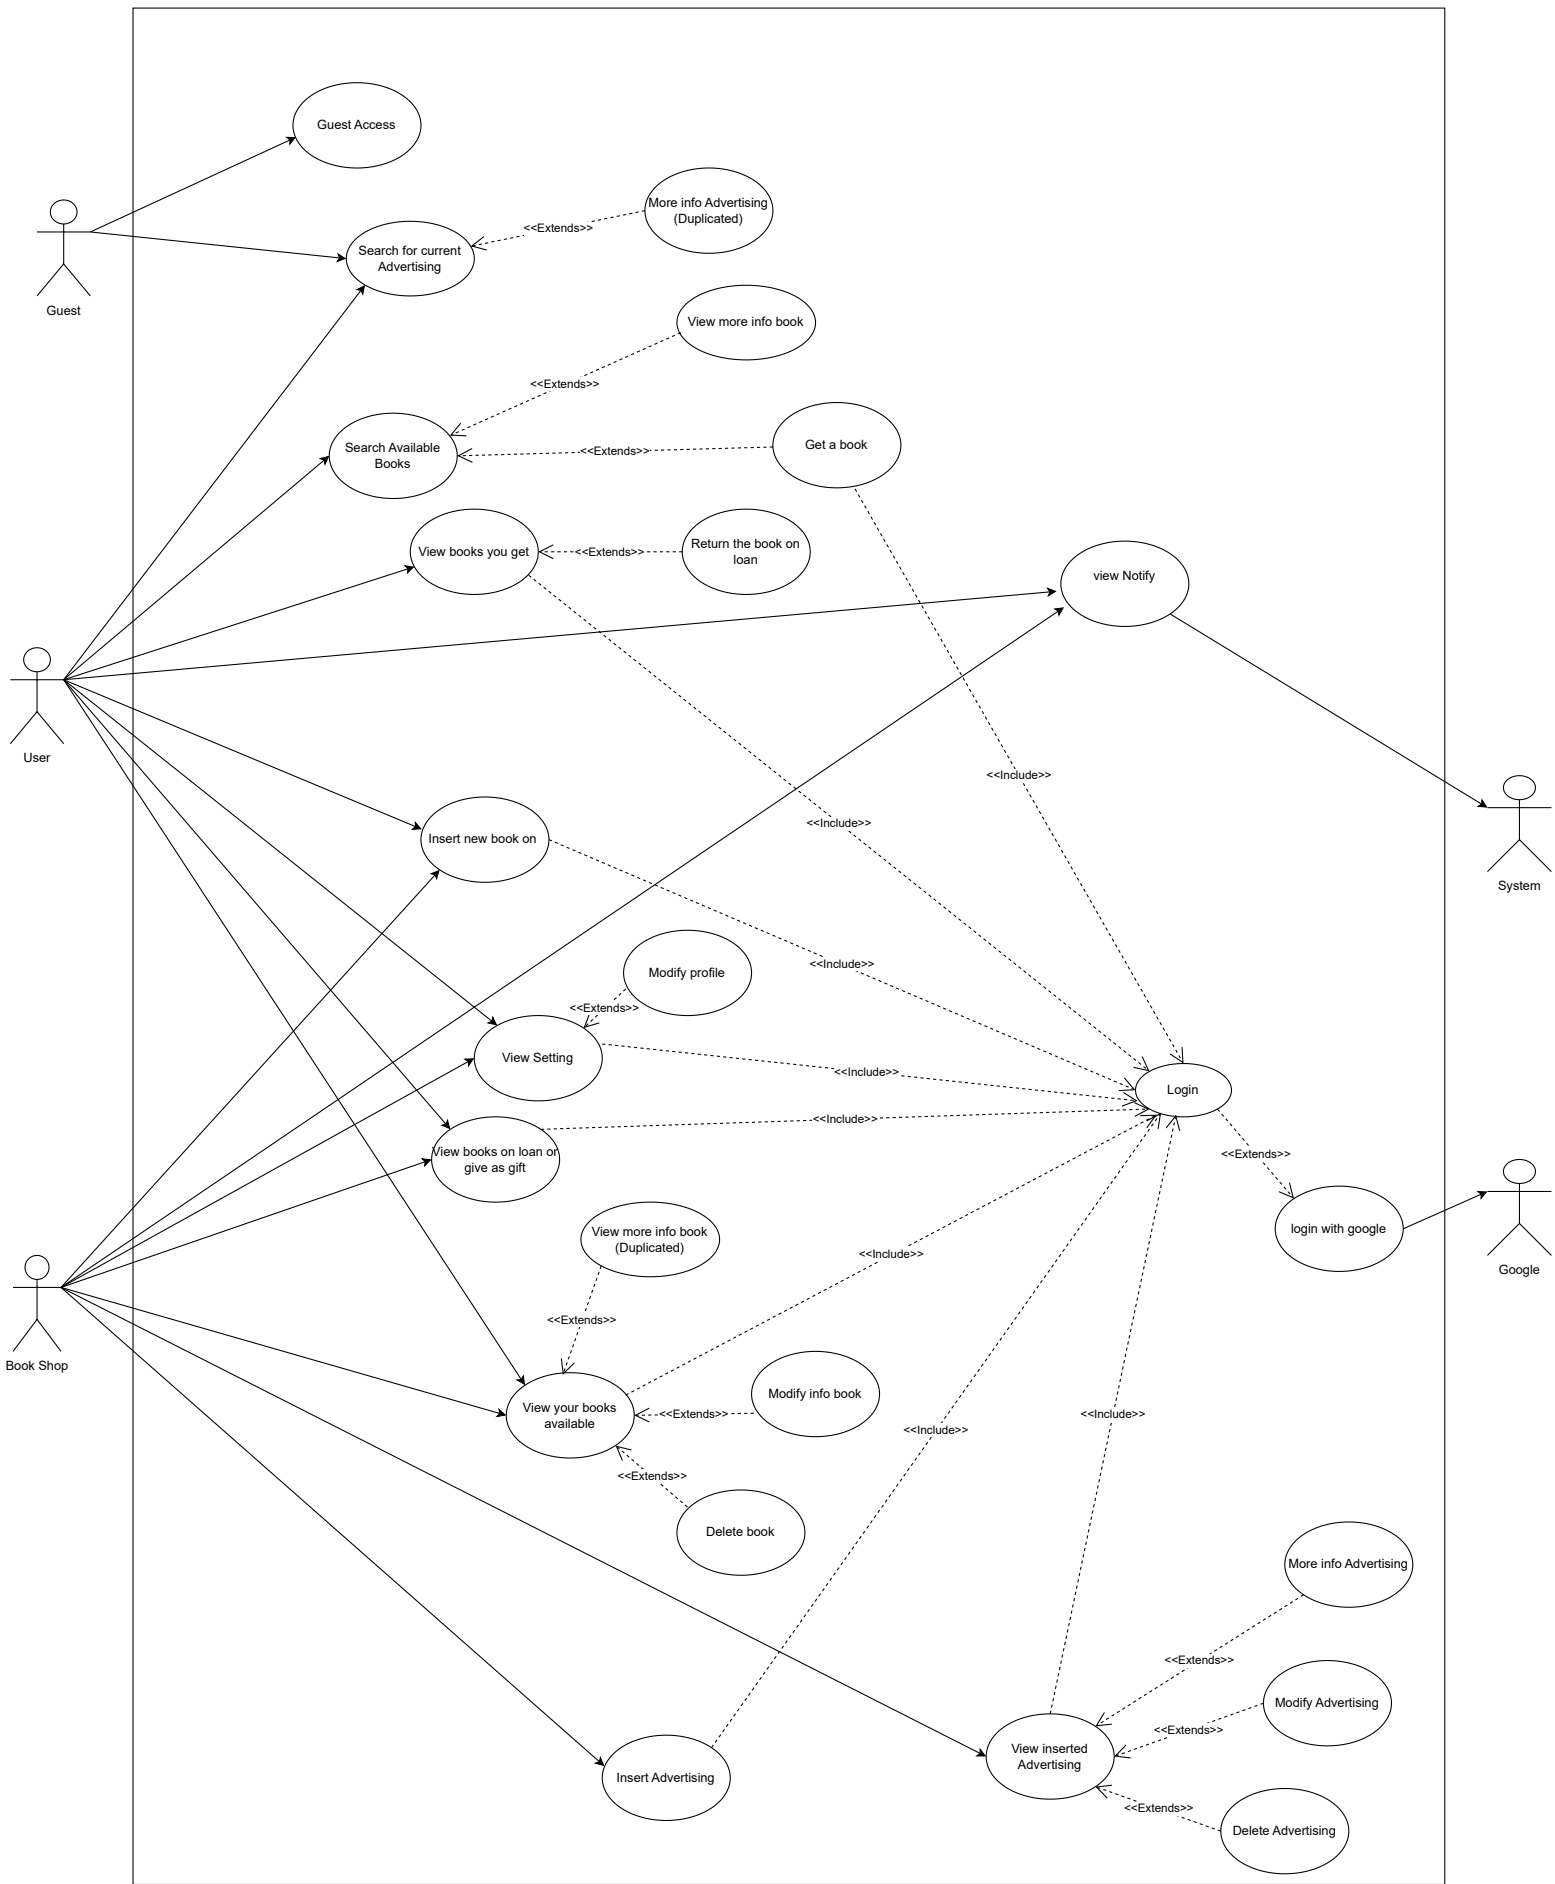 Guest Access
More info Advertising
(Duplicated)
<<Extends>>
Search for current
Advertising
Guest
View more info book
<<Extends>>
Search Available
Books
<<Extends>>
Get a book
View books you get
<<Extends>>
Return the book on
loan
view Notify
User
<<Include>>
<<Include>>
Insert new book on
System
<<Include>>
Modify profile
<<Extends>>
View Setting
<<Include>>
Login
<<Include>>
View books on loan or
give as gift
<<Extends>>
View more info book
(Duplicated)
login with google
<<Include>>
Google
Book Shop
<<Extends>>
Modify info book
View your books
available
<<Extends>>
<<Include>>
<<Include>>
<<Extends>>
Delete book
More info Advertising
<<Extends>>
Modify Advertising
<<Extends>>
View inserted
Advertising
Insert Advertising
<<Extends>>
Delete Advertising